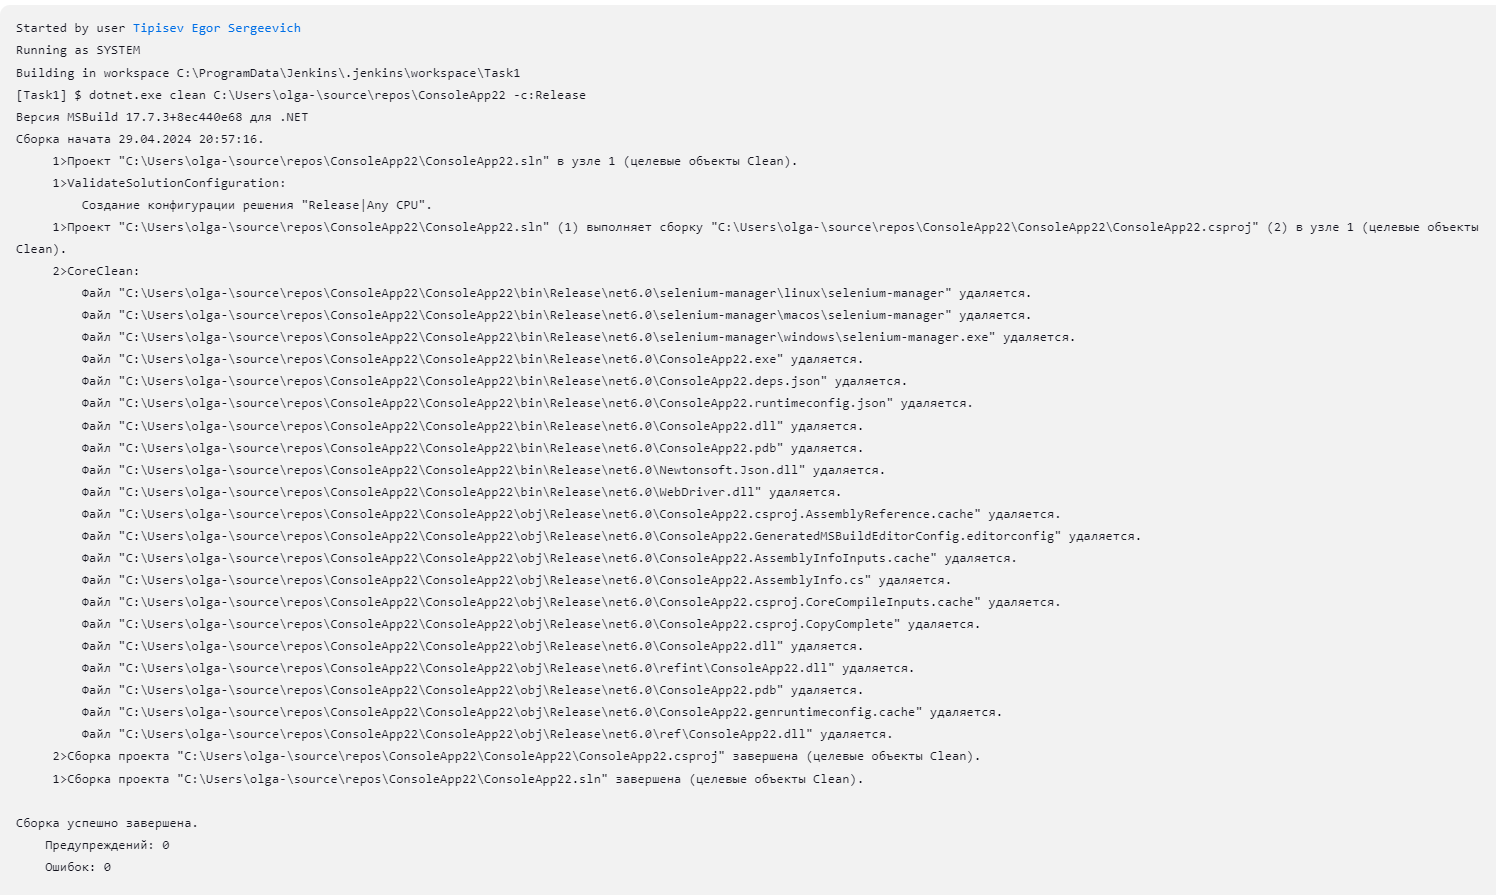 Started by user Tipisev Egor Sergeevich
Running as SYSTEM
Building in workspace C:\ProgramData\Jenkins\.jenkins\workspace\Task1
[Task1] $ dotnet.exe clean C:\Users\olga-\source\repos\ConsoleApp22 -c:Release
Версия MSBuild 17.7.3+8ec440e68 для .NET
Сборка начата 29.04.2024 20:57:16.
1>Проект "C:\Users\olga-\source\repos\ConsoleApp22\ConsoleApp22.sln" в узле 1 (целевые объекты Clean).
1>ValidateSolutionConfiguration:
Создание конфигурации решения "Release|Any CPU".
1>Проект "C:\Users\olga-\source\repos\ConsoleApp22\ConsoleApp22.sln" (1) выполняет сборку "C:\Users\olga-\source\repos\ConsoleApp22\ConsoleApp22\ConsoleApp22.csproj" (2) в узле 1 (целевые объекты
Clean).
2>CoreClean:
Файл "C:\Users\olga-\source\repos\ConsoleApp22\ConsoleApp22\bin\Release\net6.0\selenium-manager\linux\selenium-manager" удаляется.
Файл "C:\Users\olga-\source\repos\ConsoleApp22\ConsoleApp22\bin\Release\net6.0\selenium-manager\macos\selenium-manager" удаляется.
Файл "C:\Users\olga-\source\repos\ConsoleApp22\ConsoleApp22\bin\Release\net6.0\selenium-manager\windows\selenium-manager.exe" удаляется.
Файл "C:\Users\olga-\source\repos\ConsoleApp22\ConsoleApp22\bin\Release\net6.0\ConsoleApp22.exe" удаляется.
Файл "C:\Users\olga-\source\repos\ConsoleApp22\ConsoleApp22\bin\Release\net6.0\ConsoleApp22.deps.json" удаляется.
Файл "C:\Users\olga-\source\repos\ConsoleApp22\ConsoleApp22\bin\Release\net6.0\ConsoleApp22.runtimeconfig.json" удаляется.
Файл "C:\Users\olga-\source\repos\ConsoleApp22\ConsoleApp22\bin\Release\net6.0\ConsoleApp22.dll" удаляется.
Файл "C:\Users\olga-\source\repos\ConsoleApp22\ConsoleApp22\bin\Release\net6.0\ConsoleApp22.pdb" удаляется.
Файл "C:\Users\olga-\source\repos\ConsoleApp22\ConsoleApp22\bin\Release\net6.0\Newtonsoft.Json.dll" удаляется.
Файл "C:\Users\olga-\source\repos\ConsoleApp22\ConsoleApp22\bin\Release\net6.0\WebDriver.dll" удаляется.
Файл "C:\Users\olga-\source\repos\ConsoleApp22\ConsoleApp22\obj\Release\net6.0\ConsoleApp22.csproj.AssemblyReference.cache" удаляется.
Файл "C:\Users\olga-\source\repos\ConsoleApp22\ConsoleApp22\obj\Release\net6.0\ConsoleApp22.GeneratedMSBuildEditorConfig.editorconfig" удаляется.
Файл "C:\Users\olga-\source\repos\ConsoleApp22\ConsoleApp22\obj\Release\net6.0\ConsoleApp22.AssemblyInfoInputs.cache" удаляется.
Файл "C:\Users\olga-\source\repos\ConsoleApp22\ConsoleApp22\obj\Release\net6.0\ConsoleApp22.AssemblyInfo.cs" удаляется.
Файл "C:\Users\olga-\source\repos\ConsoleApp22\ConsoleApp22\obj\Release\net6.0\ConsoleApp22.csproj.CoreCompileInputs.cache" удаляется.
Файл "C:\Users\olga-\source\repos\ConsoleApp22\ConsoleApp22\obj\Release\net6.0\ConsoleApp22.csproj.CopyComplete" удаляется.
Файл "C:\Users\olga-\source\repos\ConsoleApp22\ConsoleApp22\obj\Release\net6.0\ConsoleApp22.dll" удаляется.
Файл "C:\Users\olga-\source\repos\ConsoleApp22\ConsoleApp22\obj\Release\net6.0\refint\ConsoleApp22.dll" удаляется.
Файл "C:\Users\olga-\source\repos\ConsoleApp22\ConsoleApp22\obj\Release\net6.0\ConsoleApp22.pdb" удаляется.
Файл "C:\Users\olga-\source\repos\ConsoleApp22\ConsoleApp22\obj\Release\net6.0\ConsoleApp22.genruntimeconfig.cache" удаляется.
Файл "C:\Users\olga-\source\repos\ConsoleApp22\ConsoleApp22\obj\Release\net6.0\ref\ConsoleApp22.dll" удаляется.
2>Сборка проекта "C:\Users\olga-\source\repos\ConsoleApp22\ConsoleApp22\ConsoleApp22.csproj" завершена (целевые объекты Clean).
1>Сборка проекта "C:\Users\olga-\source\repos\ConsoleApp22\ConsoleApp22.sln" завершена (целевые объекты Clean).
Сборка успешно завершена.
Предупреждений: 0
Ошибок: 0